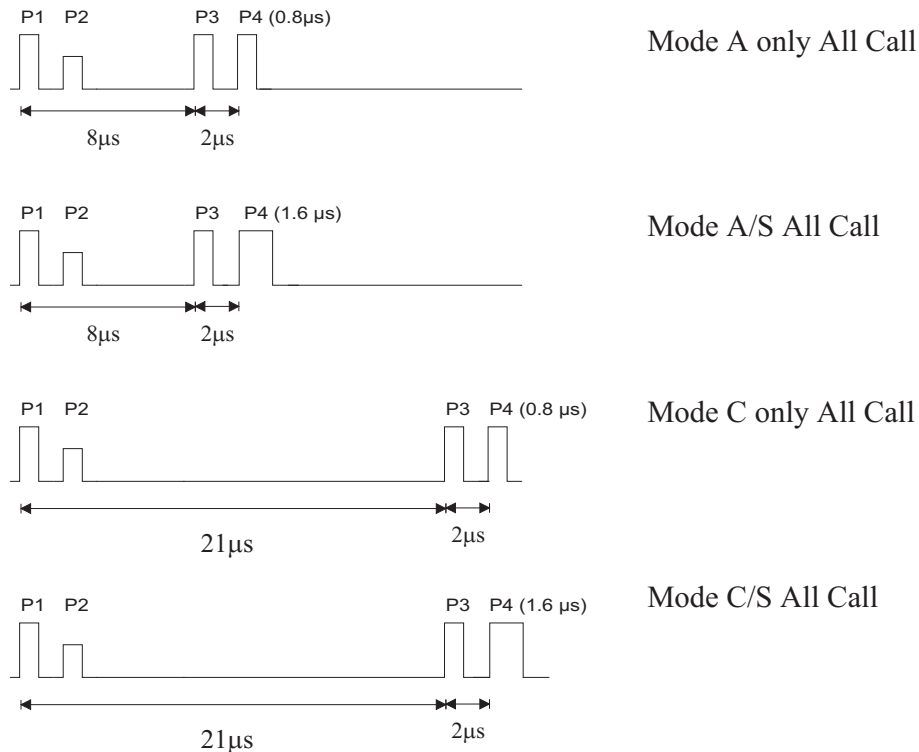 P1 P2 P3 P4 (0.8µs)
Mode A only All Call
8µs 2µs
P1 P2 P3 P4 (1.6 µs)
Mode A/S All Call
8µs 2µs
P1 P2 P3 P4 (0.8 µs)
Mode C only All Call
21µs 2µs
P1 P2 P3 P4 (1.6 µs)
Mode C/S All Call
21µs 2µs